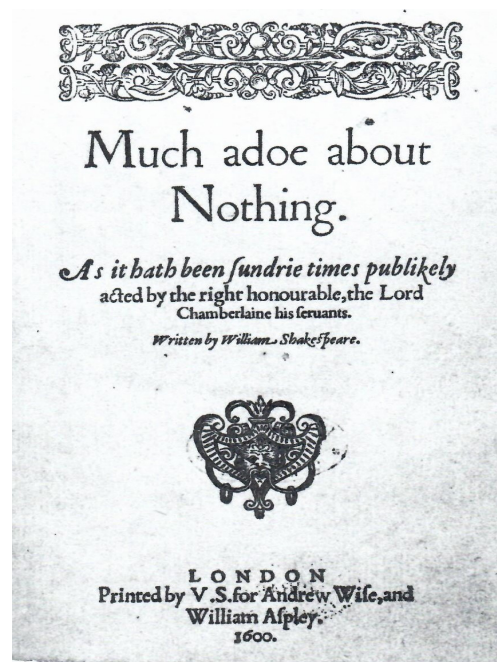 Much adoe about
Nothing.
As it hath been ſundrie times publikely
acted by the right honourable, the Lord
Chamberlaine his ſeruants.
Written by William Shakeſpeare.
LONDON
Printed by V.S. for Andrew Wiſe, and
William Aſpley.
1600.